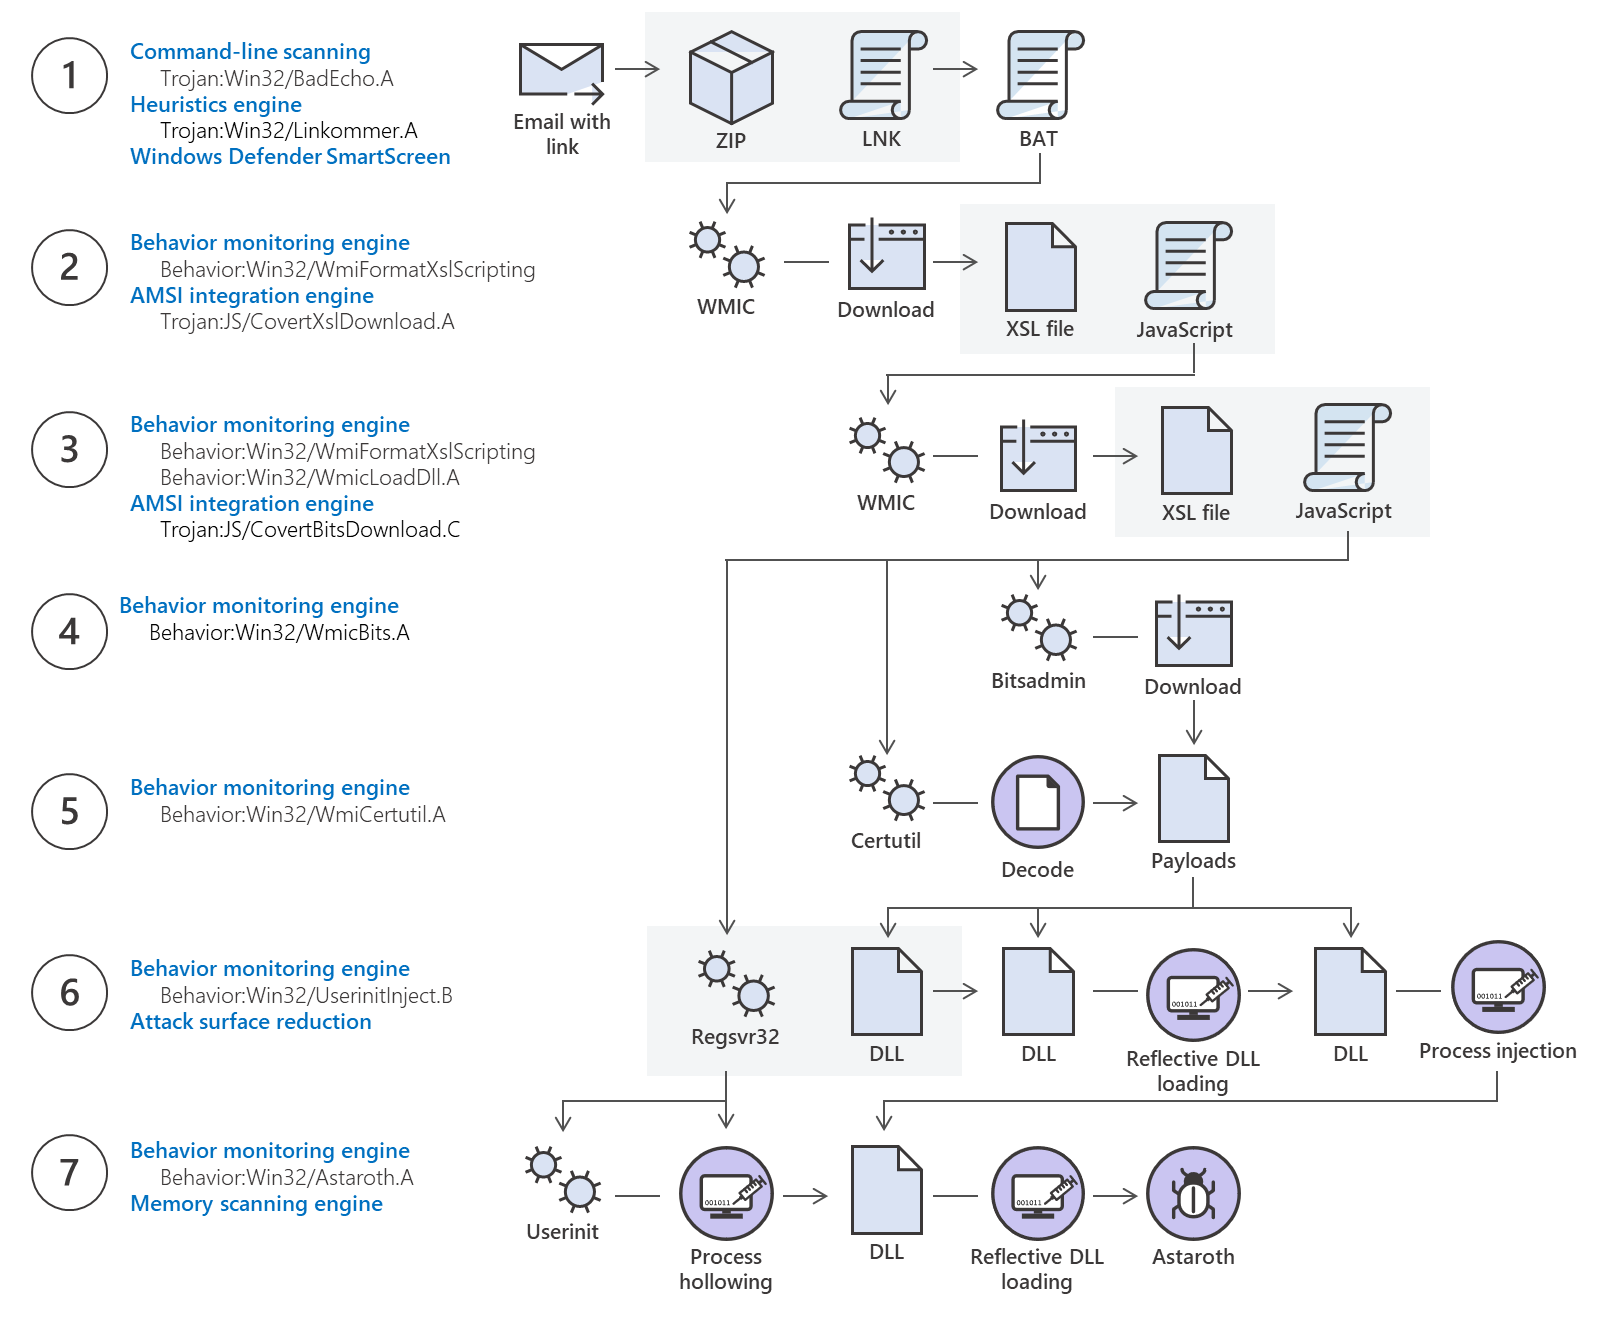 1
Command-line scanning
Trojan:Win32/BadEcho.A
Heuristics engine
Trojan:Win32/Linkommer.A
Windows Defender SmartScreen
Email with
link
ZIP
LNK
BAT
2
Behavior monitoring engine
Behavior:Win32/WmiFormatXslScripting
AMSI integration engine
Trojan:JS/CovertXslDownload.A
WMIC
Download
XSL file
JavaScript
3
Behavior monitoring engine
Behavior:Win32/WmiFormatXslScripting
Behavior:Win32/WmicLoadDll.A
AMSI integration engine
Trojan:JS/CovertBitsDownload.C
WMIC
Download
XSL file
JavaScript
4
Behavior monitoring engine
Behavior:Win32/WmicBits.A
Bitsadmin
Download
5
Behavior monitoring engine
Behavior:Win32/WmiCertutil.A
Certutil
Decode
Payloads
6
Behavior monitoring engine
Behavior:Win32/UserinitInject.B
Attack surface reduction
Regsvr32
DLL
DLL
001011
Reflective DLL
loading
DLL
001011
Process injection
7
Behavior monitoring engine
Behavior:Win32/Astaroth.A
Memory scanning engine
Userinit
001011
Process
hollowing
DLL
001011
Reflective DLL
loading
Astaroth